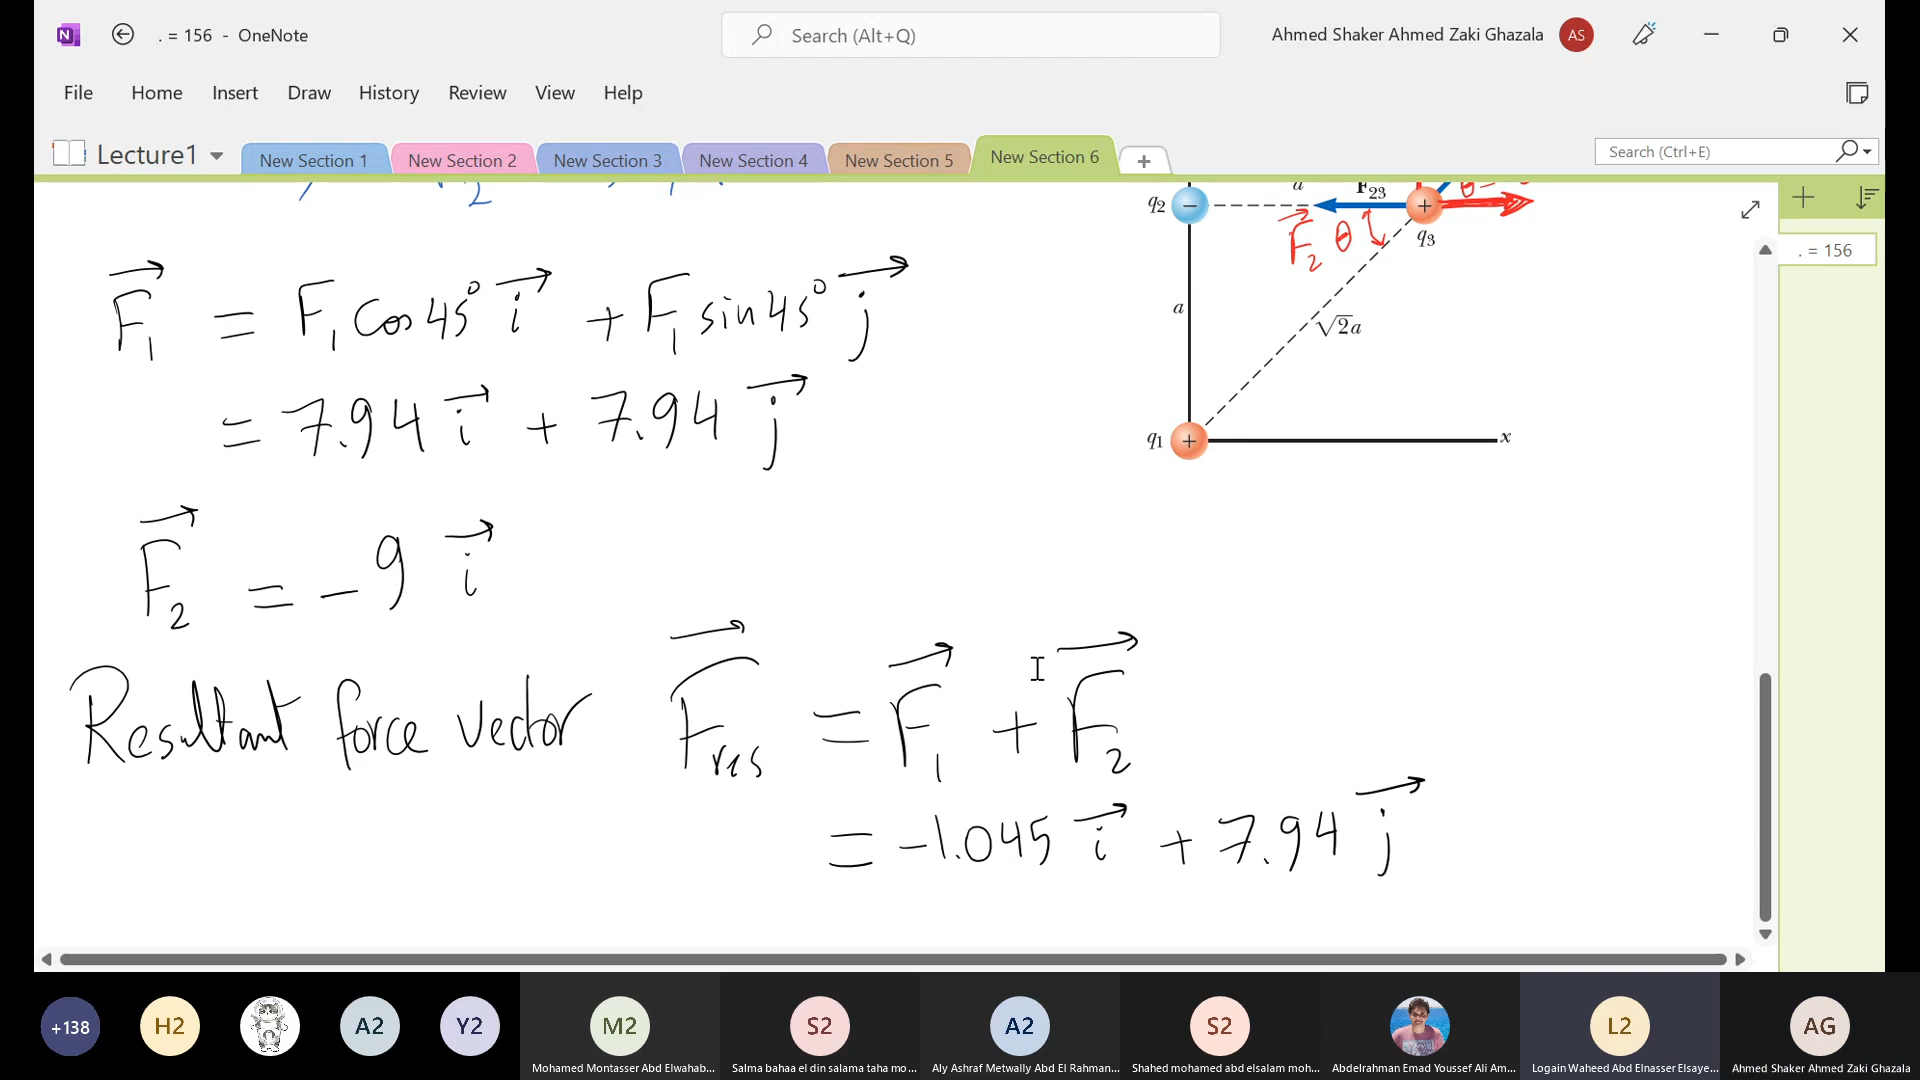 . = 156 - OneNote
Search (Alt+Q)
Ahmed Shaker Ahmed Zaki Ghazala
AS
File Home Insert Draw History Review View Help
Lecture1
New Section 1
New Section 2
New Section 3
New Section 4
New Section 5
New Section 6
+
Search (Ctrl+E)
. = 156
q2
a
F23
θ=
F2 θ
q3
a
√2a
q1
x
F1 = F1 Cos45° i + F1 sin45° j
= 7.94 i + 7.94 j
F2 = -9 i
Resultant force vector Fres = F1 + F2
= -1.045 i + 7.94 j
+138
H2
A2
Y2
M2
S2
A2
S2
L2
AG
Mohamed Montasser Abd Elwahab...
Salma bahaa el din salama taha mo...
Aly Ashraf Metwally Abd El Rahman...
Shahed mohamed abd elsalam moh...
Abdelrahman Emad Youssef Ali Am...
Logain Waheed Abd Elnasser Elsaye...
Ahmed Shaker Ahmed Zaki Ghazala